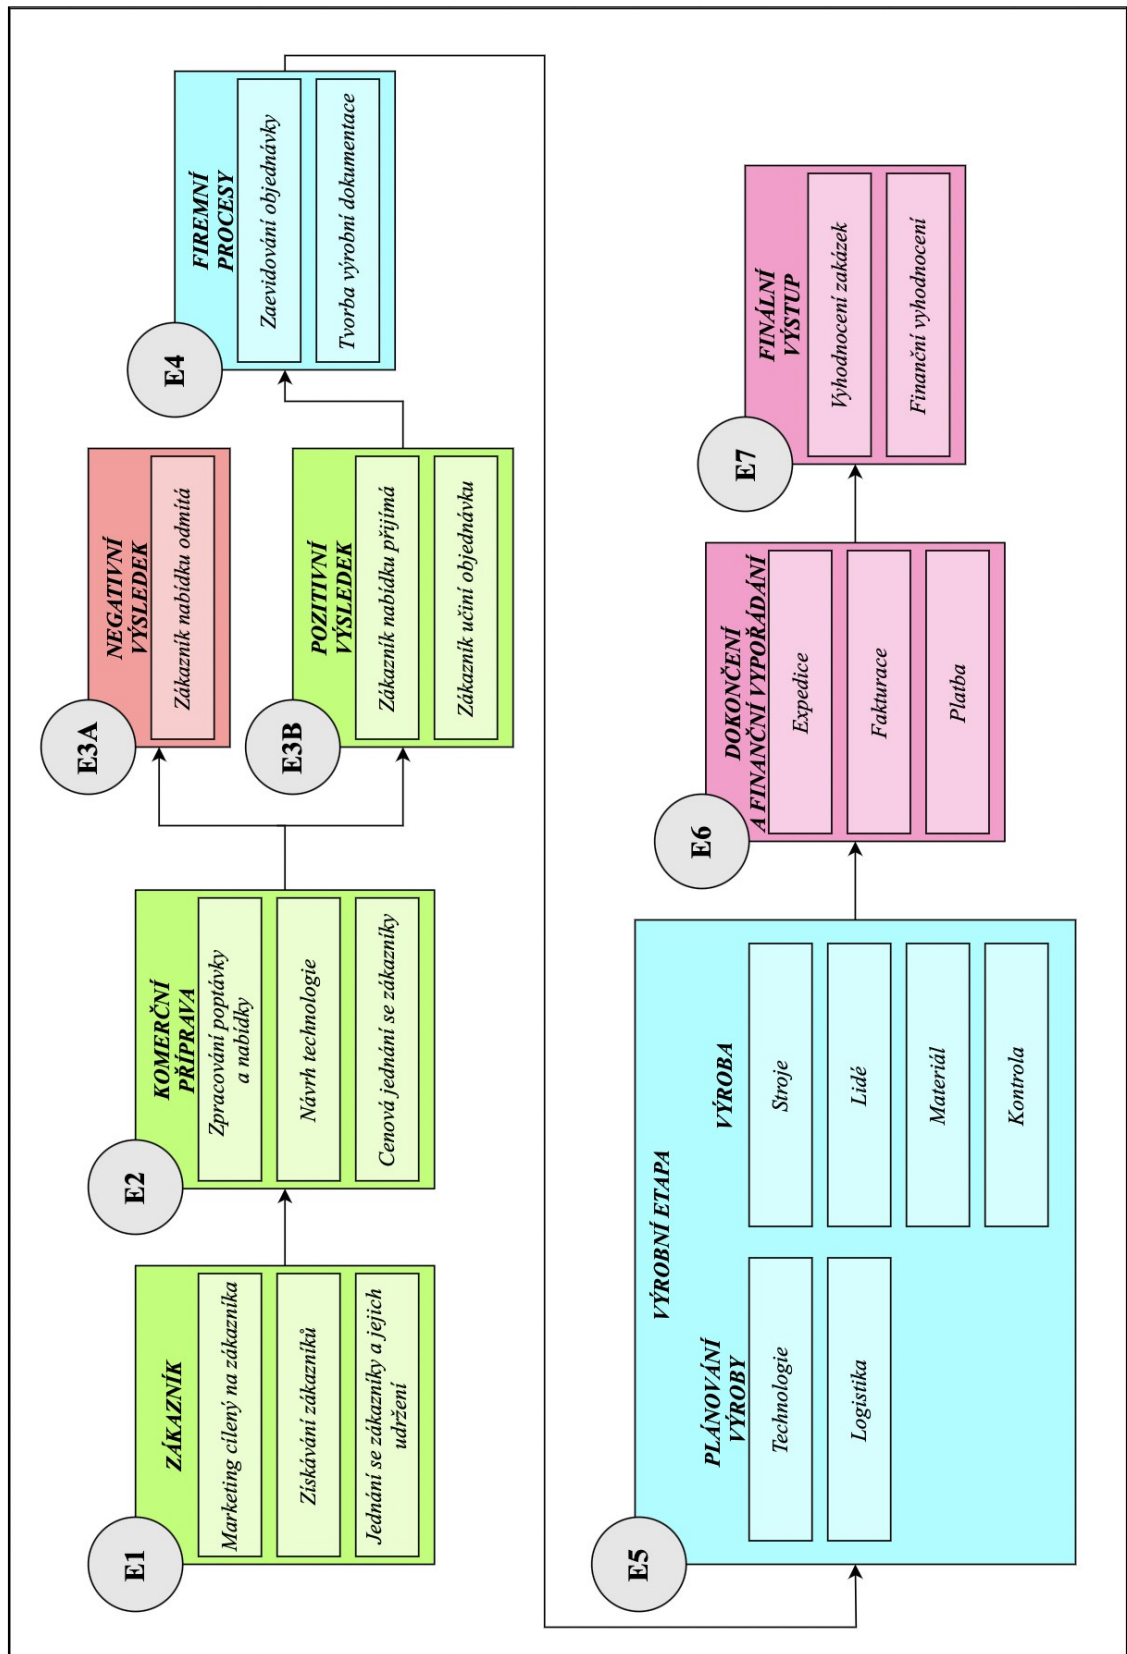 E1
ZÁKAZNÍK
Marketing cílený na zákazníka
Získávání zákazníků
Jednání se zákazníky a jejich
udržení
E2
KOMERČNÍ
PŘÍPRAVA
Zpracování poptávky
a nabídky
Návrh technologie
Cenová jednání se zákazníky
E3A
NEGATIVNÍ
VÝSLEDEK
Zákazník nabídku odmítá
E3B
POZITIVNÍ
VÝSLEDEK
Zákazník nabídku přijímá
Zákazník učiní objednávku
E4
FIREMNÍ
PROCESY
Zaevidování objednávky
Tvorba výrobní dokumentace
E5
VÝROBNÍ ETAPA
PLÁNOVÁNÍ
VÝROBY
Technologie
Logistika
VÝROBA
Stroje
Lidé
Materiál
Kontrola
E6
DOKONČENÍ
A FINANČNÍ VYPOŘÁDÁNÍ
Expedice
Fakturace
Platba
E7
FINÁLNÍ
VÝSTUP
Vyhodnocení zakázek
Finanční vyhodnocení